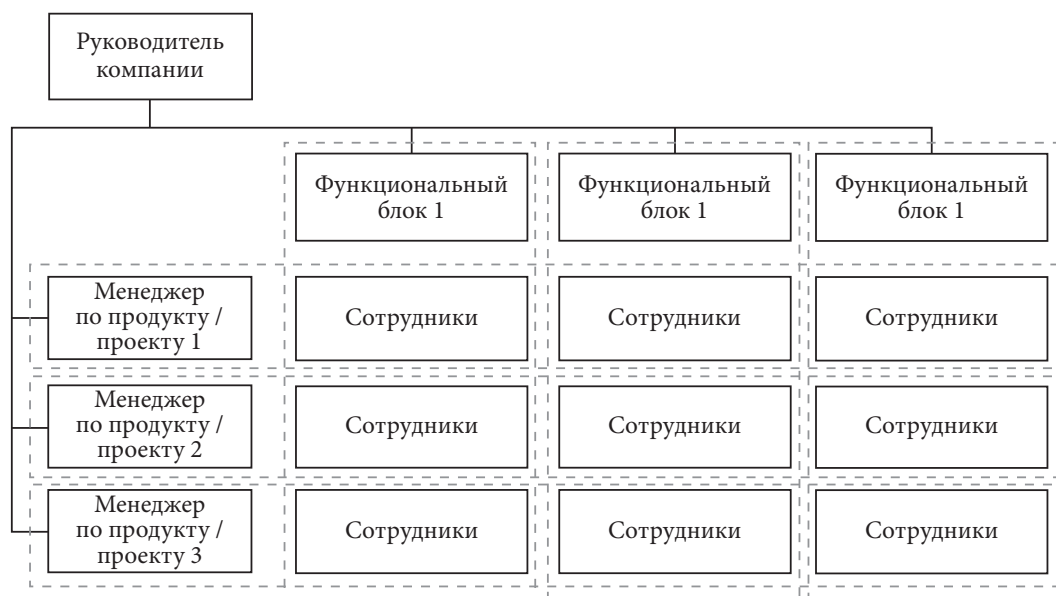 Руководитель
компании
Функциональный
блок 1
Функциональный
блок 1
Функциональный
блок 1
Менеджер
по продукту /
проекту 1
Сотрудники
Сотрудники
Сотрудники
Менеджер
по продукту /
проекту 2
Сотрудники
Сотрудники
Сотрудники
Менеджер
по продукту /
проекту 3
Сотрудники
Сотрудники
Сотрудники